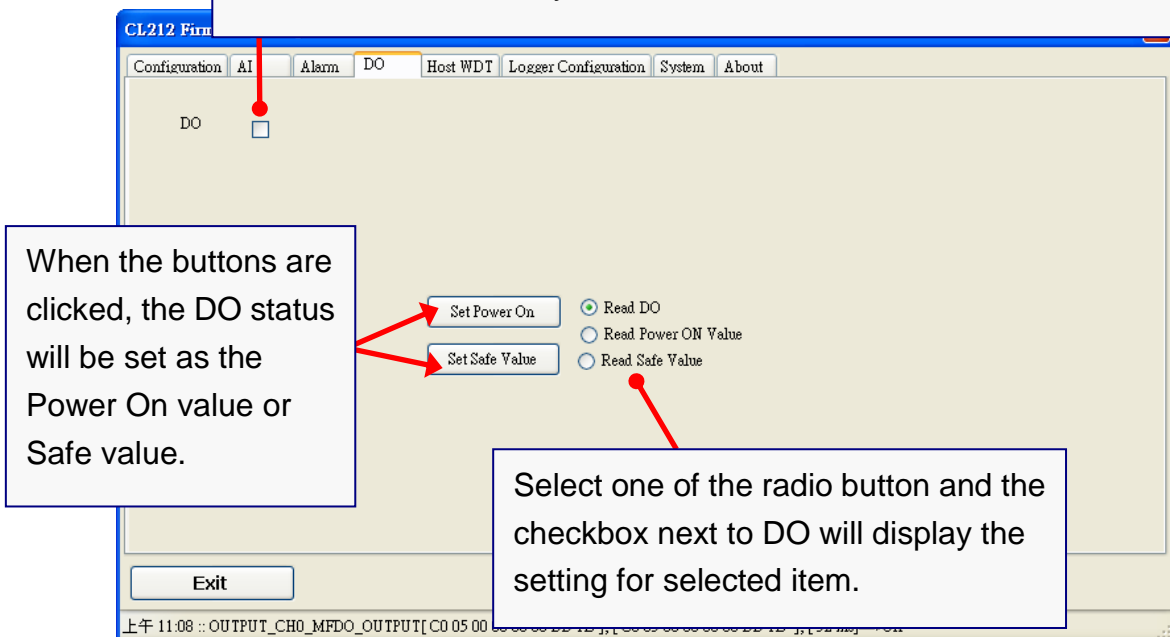 CL212 Firm
Configuration AI Alarm DO Host WDT Logger Configuration System About
DO
When the buttons are
clicked, the DO status
will be set as the
Power On value or
Safe value.
Set Power On
Read DO
Read Power ON Value
Set Safe Value
Read Safe Value
Select one of the radio button and the
checkbox next to DO will display the
setting for selected item.
Exit
上午 11:08 :: OUTPUT_CH0_MFDO_OUTPUT[ C0 05 00